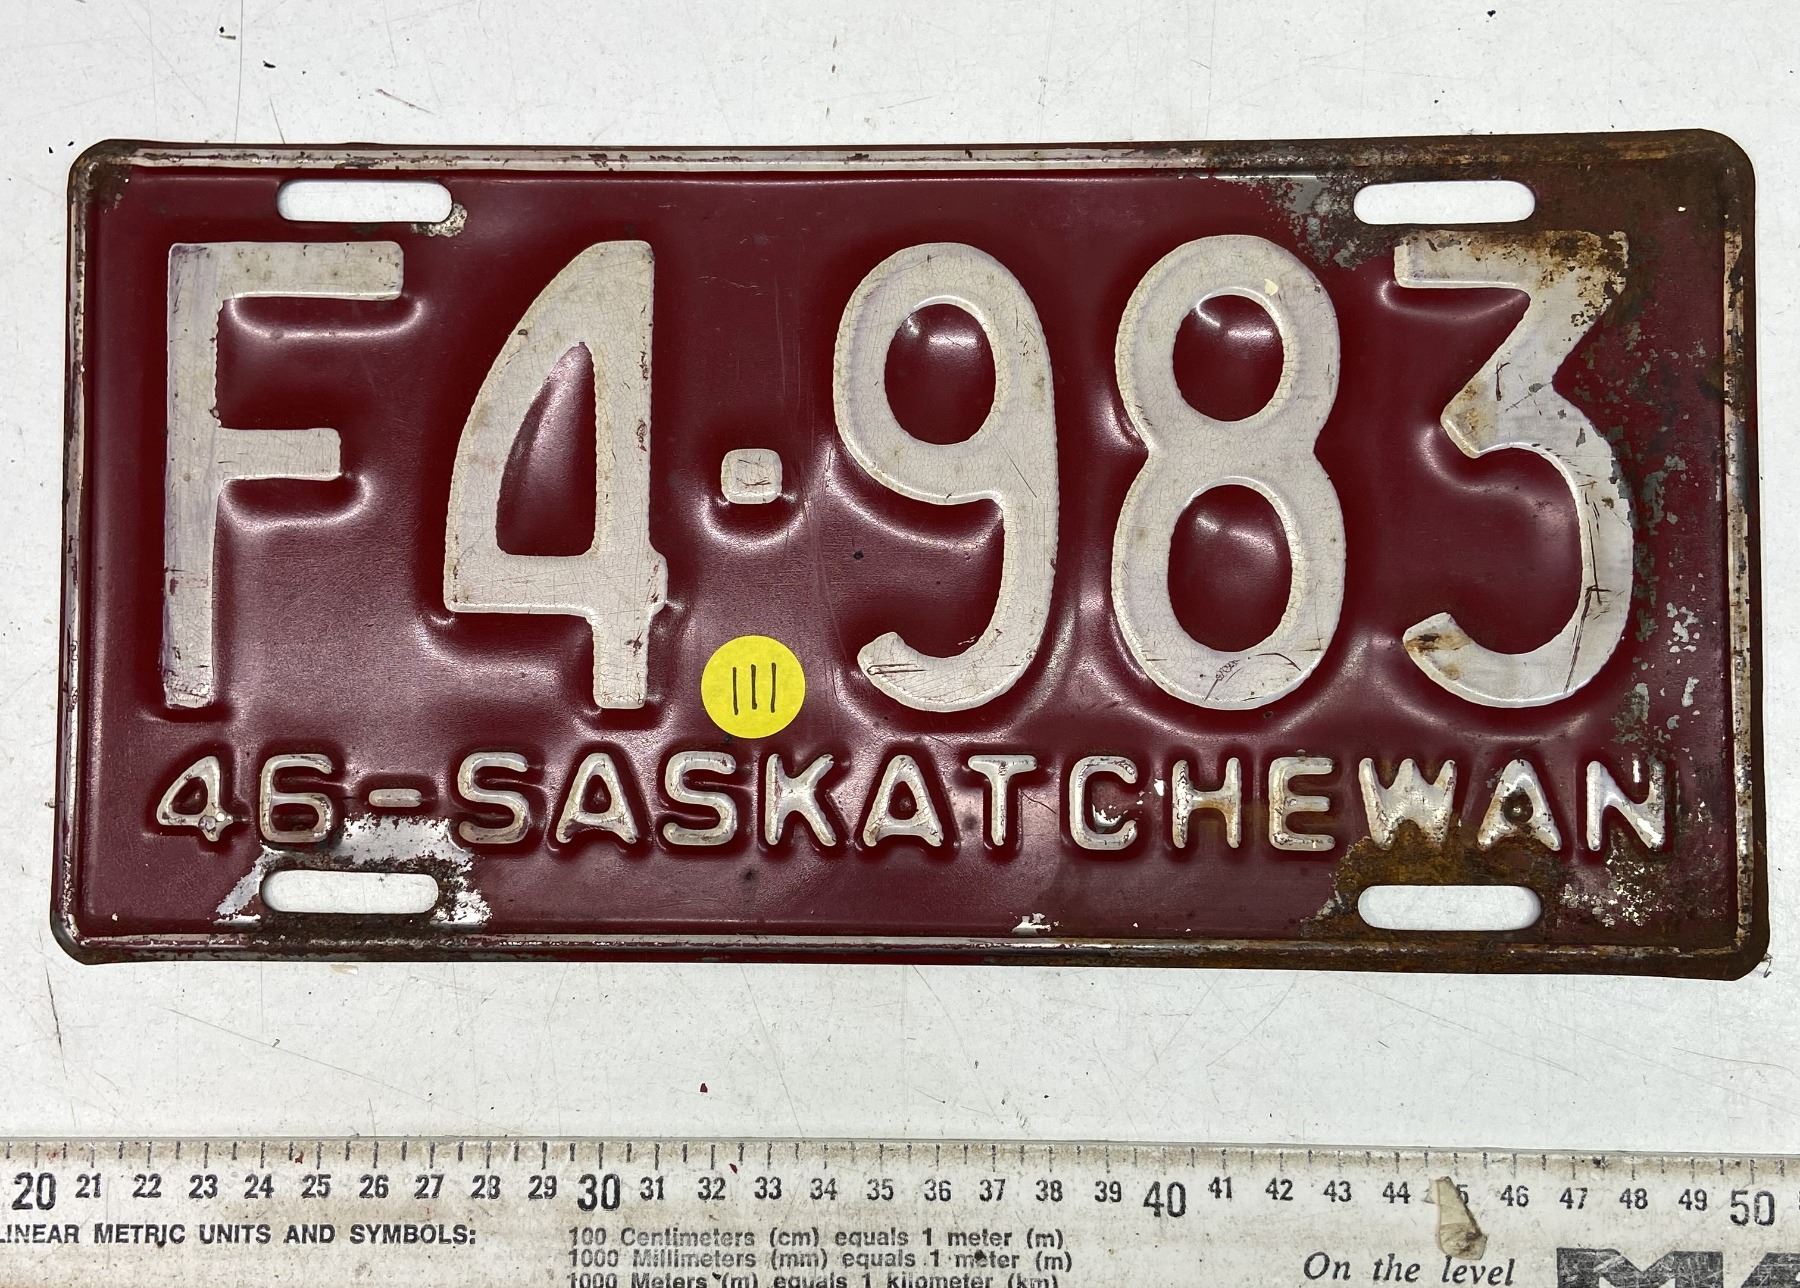 F4·983
111
46-SASKATCHEWAN
20 21 22 23 24 25 26 27 28 29 30 31 32 33 34 35 36 37 38 39 40 41 42 43 44 45 46 47 48 49 50
LINEAR METRIC UNITS AND SYMBOLS: 100 Centimeters (cm) equals 1 meter (m)
1000 Millimeters (mm) equals 1 meter (m)
1000 Meters (m) equals 1 kilometer (km)
On the level